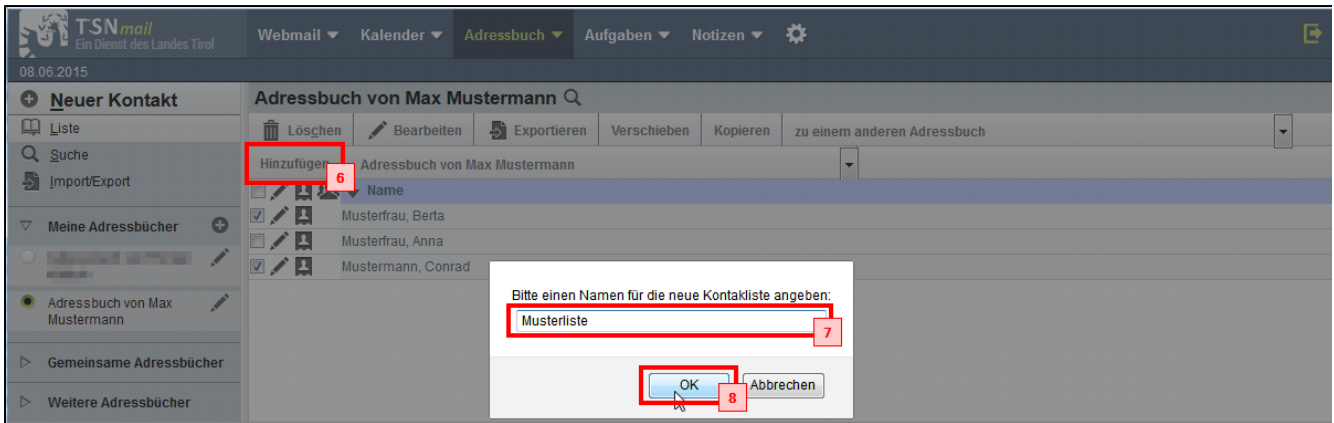 TSNmail
Ein Dienst des Landes Tirol
Webmail Kalender Adressbuch Aufgaben Notizen
08.06.2015
Neuer Kontakt
Adressbuch von Max Mustermann
Liste
Löschen Bearbeiten Exportieren Verschieben Kopieren zu einem anderen Adressbuch
Suche
Hinzufügen Adressbuch von Max Mustermann
6
Import/Export
Name
Meine Adressbücher
Musterfrau, Berta
Musterfrau, Anna
Mustermann, Conrad
Adressbuch von Max
Mustermann
Bitte einen Namen für die neue Kontakliste angeben:
Musterliste
7
Gemeinsame Adressbücher
OK Abbrechen
8
Weitere Adressbücher